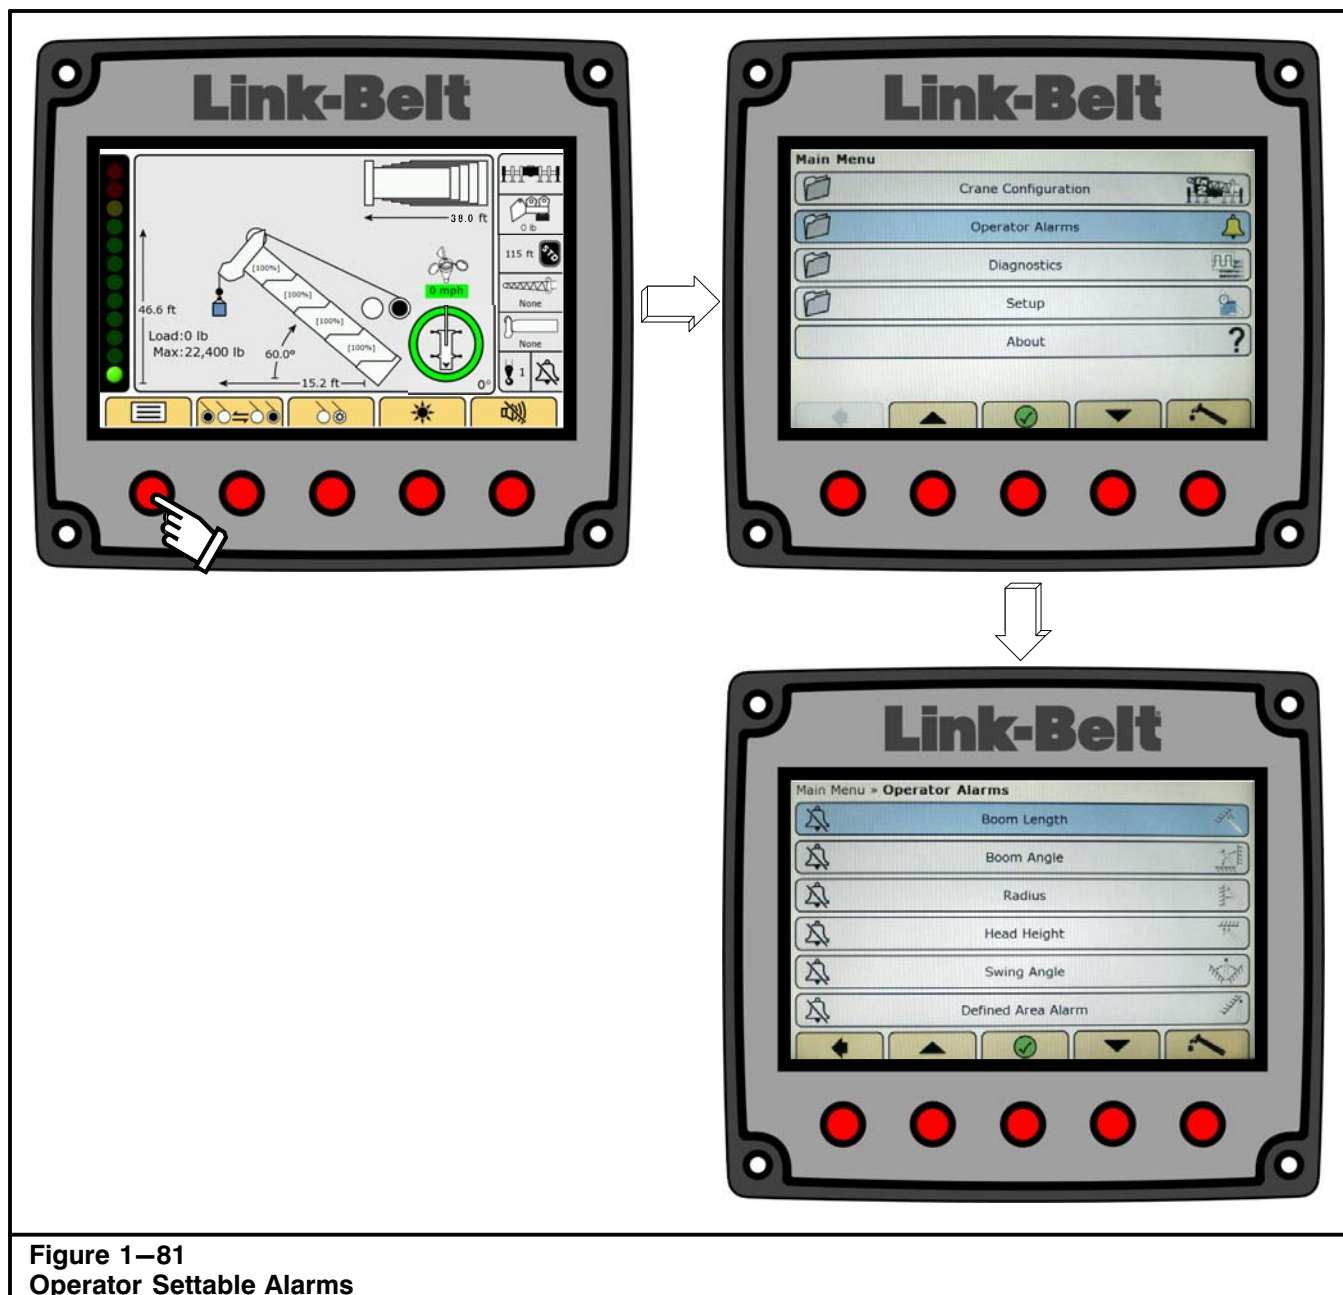 Link-Belt
38.0 ft
0 lb
115 ft STD
[100%]
[100%]
[100%]
[100%]
0 mph
None
46.6 ft
Load:0 lb
Max:22,400 lb
60.0°
None
15.2 ft
0°
1
Link-Belt
Main Menu
Crane Configuration
Operator Alarms
Diagnostics
Setup
About
?
Link-Belt
Main Menu » Operator Alarms
Boom Length
Boom Angle
Radius
Head Height
Swing Angle
Defined Area Alarm
Figure 1—81
Operator Settable Alarms